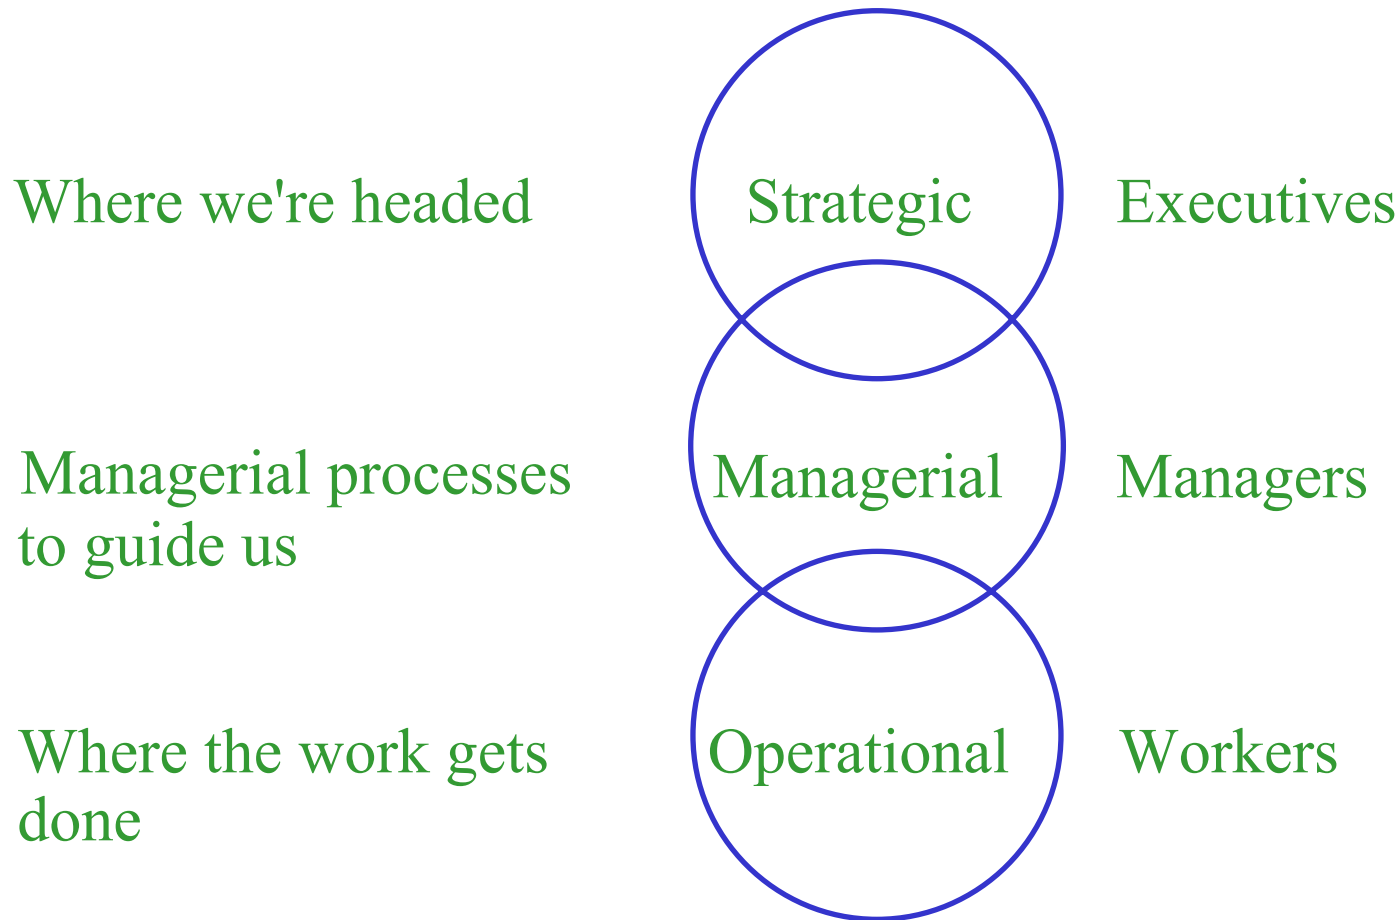 Where we're headed
Strategic
Executives
Managerial processes
to guide us
Managerial
Managers
Where the work gets
done
Operational
Workers